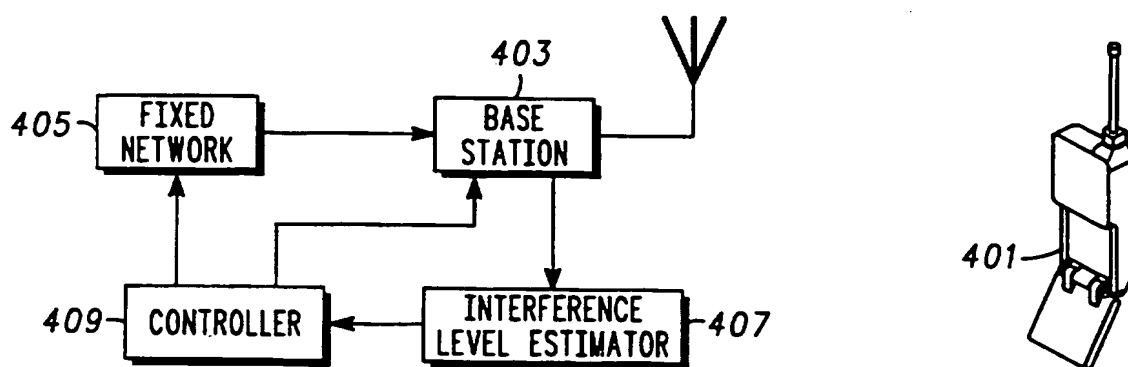 403
405
FIXED
NETWORK
BASE
STATION
401
409
CONTROLLER
INTERFERENCE
LEVEL ESTIMATOR
407